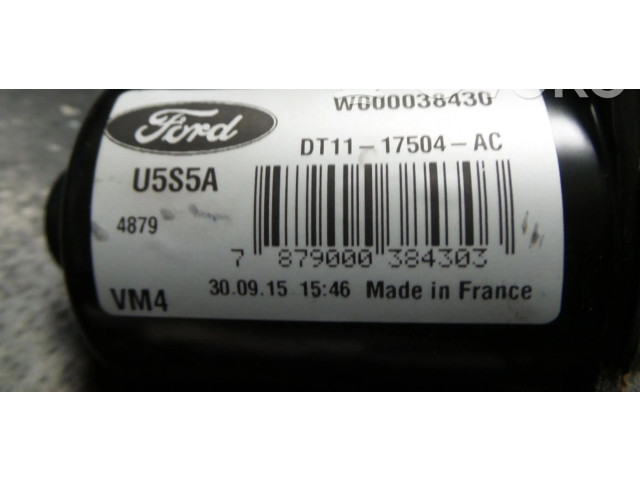 W000038430
Ford
DT11-17504-AC
U5S5A
4879
7 879000 384303
30.09.15 15:46 Made in France
VM4